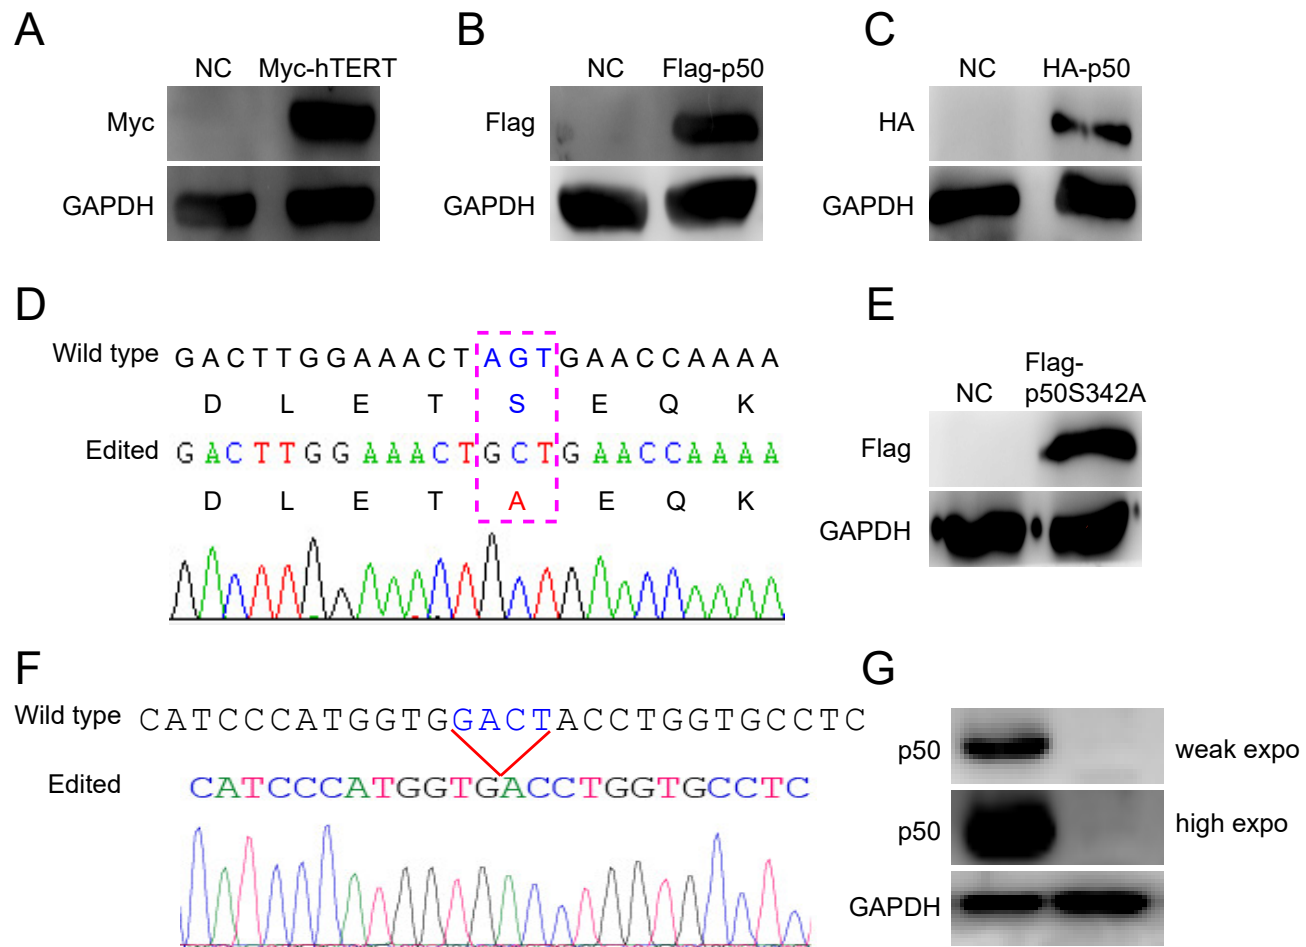 A
NC Myc-hTERT
Myc
GAPDH
B
NC Flag-p50
Flag
GAPDH
C
NC HA-p50
HA
GAPDH
D
Wild type GACTTGGAAACTAGTGAACCAAAA
D L E T S E Q K
Edited GACTTGGAAACTGCTGAACCAAAA
D L E T A E Q K
E
NC Flag-
p50S342A
Flag
GAPDH
F
Wild type CATCCCATGGTGGACTACCTGGTGCCTC
Edited CATCCCATGGTGACCTGGTGCCTC
G
p50 weak expo
p50 high expo
GAPDH